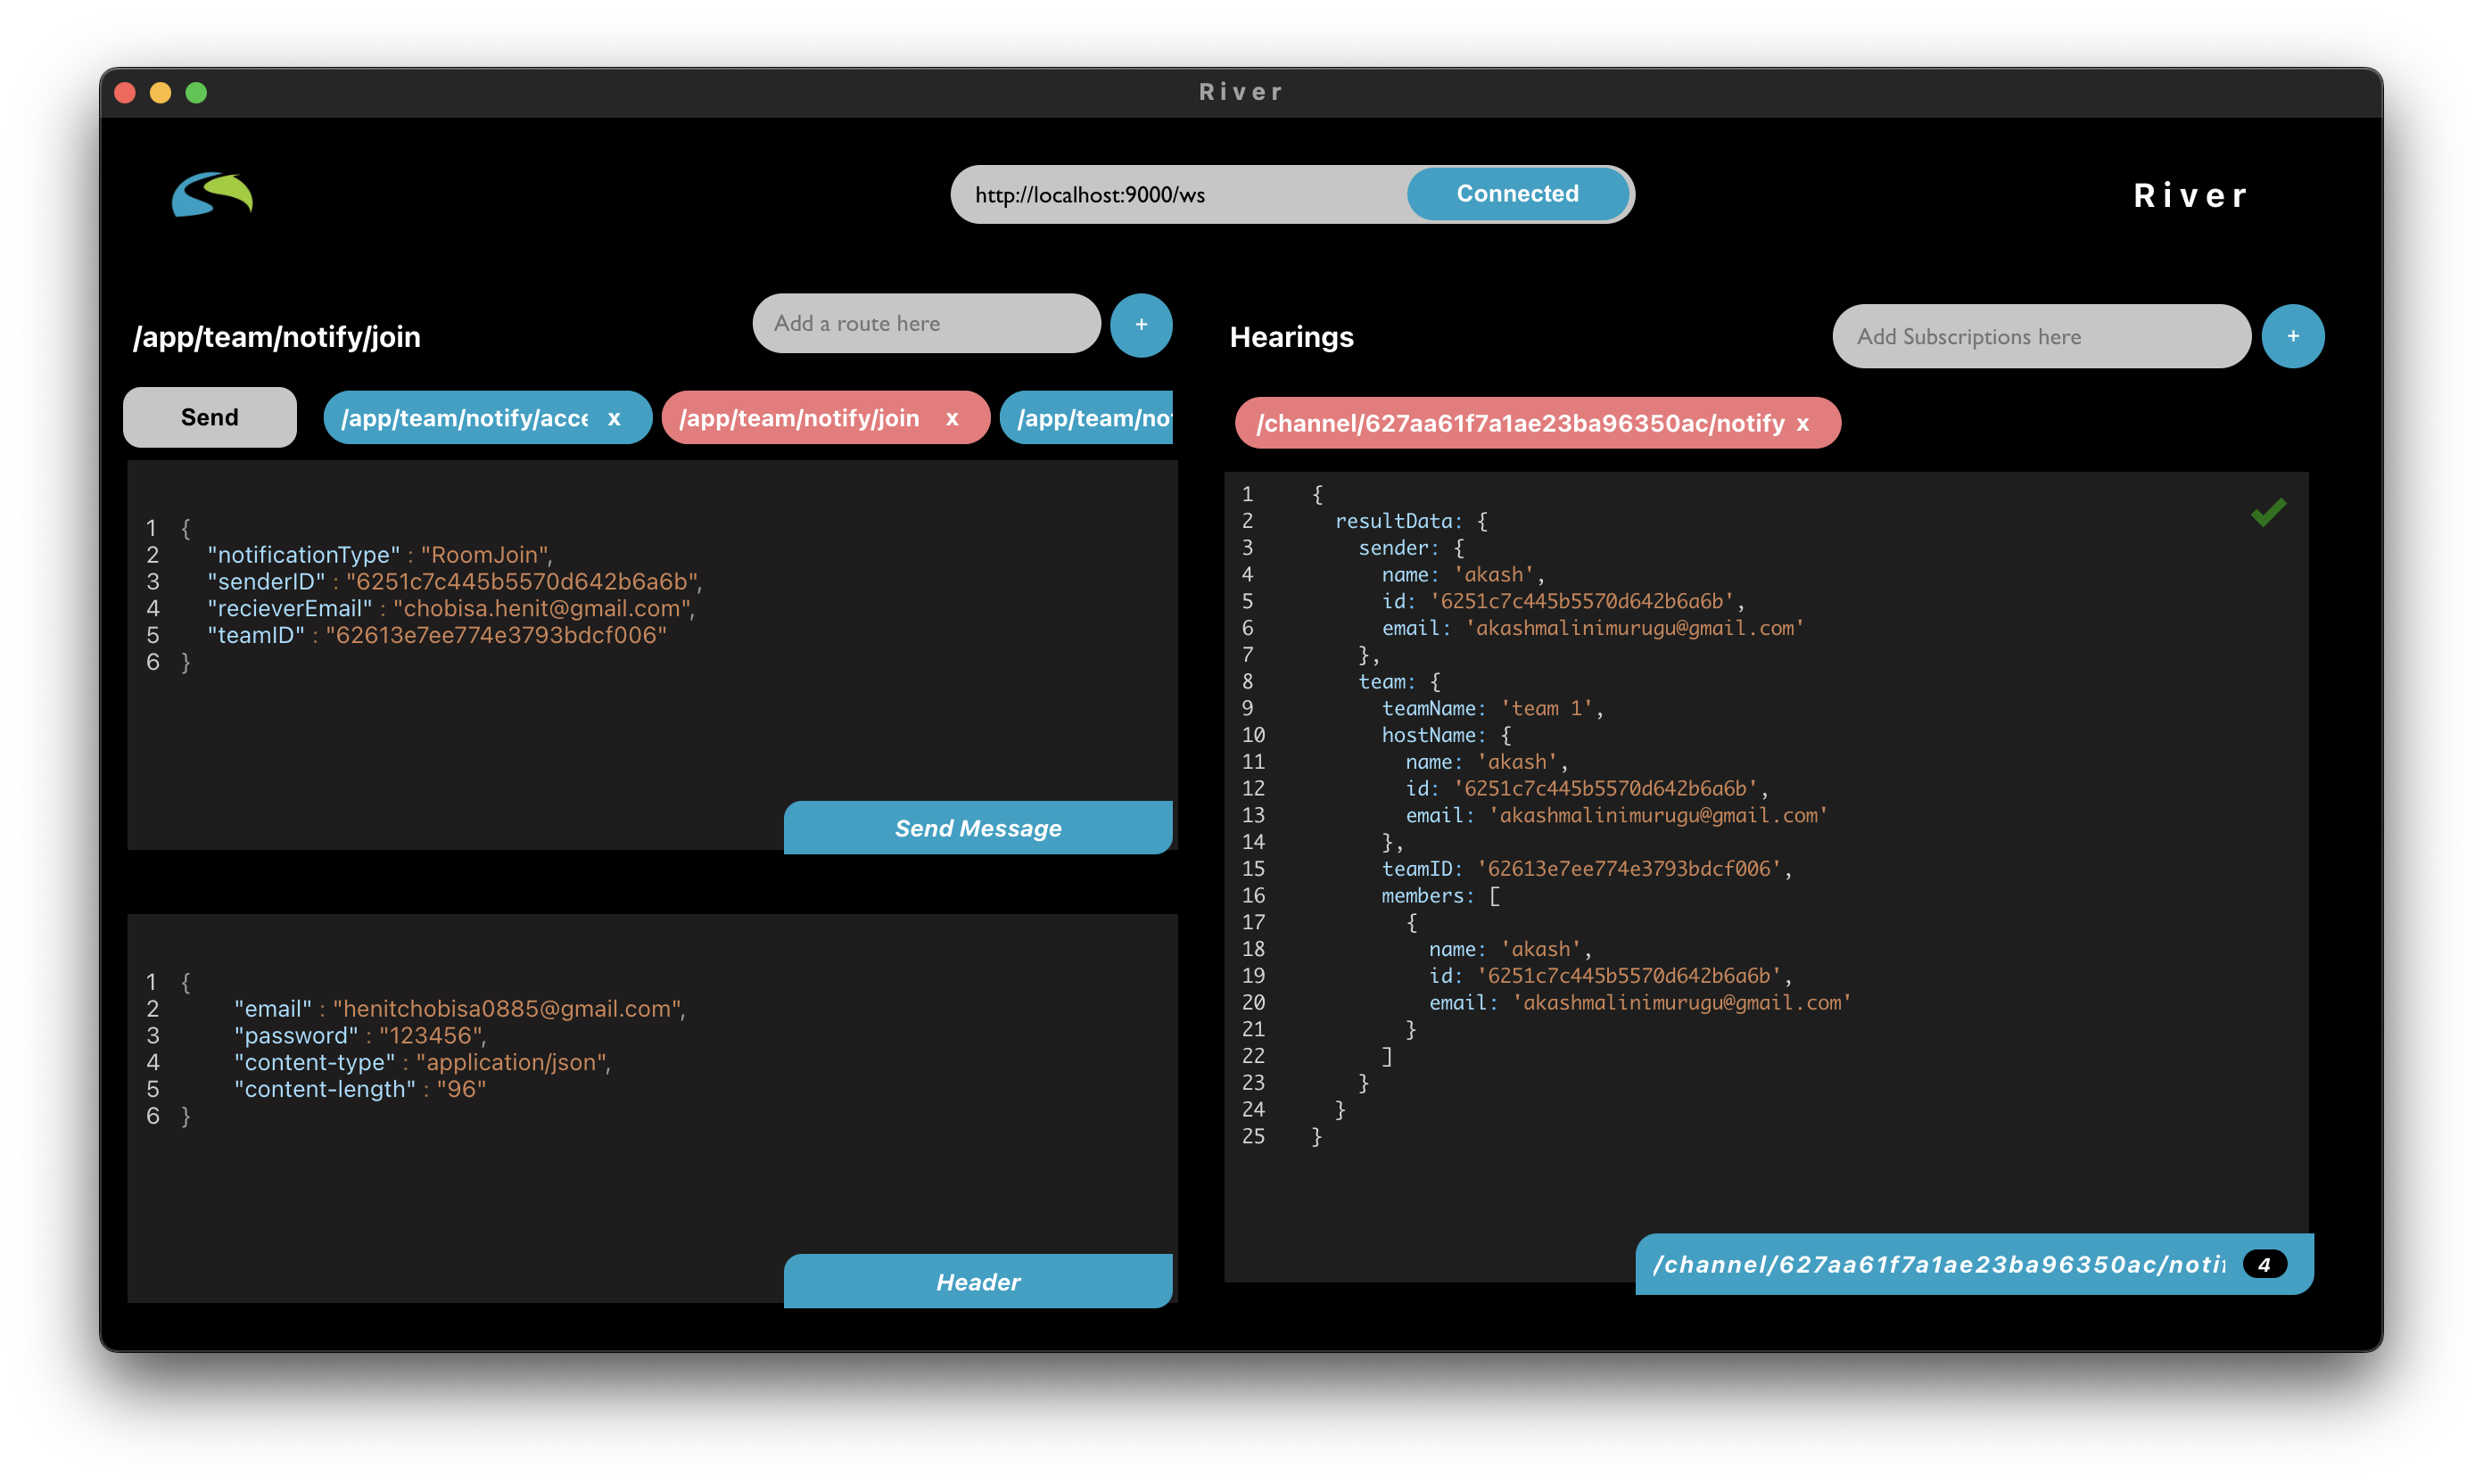 River
http://localhost:9000/ws
Connected
River
/app/team/notify/join
Add a route here
+
Send
/app/team/notify/acce x
/app/team/notify/join x
/app/team/not
1 {
2 "notificationType" : "RoomJoin",
3 "senderID" : "6251c7c445b5570d642b6a6b",
4 "recieverEmail" : "chobisa.henit@gmail.com",
5 "teamID" : "62613e7ee774e3793bdcf006"
6 }
Send Message
1 {
2 "email" : "henitchobisa0885@gmail.com",
3 "password" : "123456",
4 "content-type" : "application/json",
5 "content-length" : "96"
6 }
Header
Hearings
Add Subscriptions here
+
/channel/627aa61f7a1ae23ba96350ac/notify x
1 {
2 resultData: {
3 sender: {
4 name: 'akash',
5 id: '6251c7c445b5570d642b6a6b',
6 email: 'akashmalinimurugu@gmail.com'
7 },
8 team: {
9 teamName: 'team 1',
10 hostName: {
11 name: 'akash',
12 id: '6251c7c445b5570d642b6a6b',
13 email: 'akashmalinimurugu@gmail.com'
14 },
15 teamID: '62613e7ee774e3793bdcf006',
16 members: [
17 {
18 name: 'akash',
19 id: '6251c7c445b5570d642b6a6b',
20 email: 'akashmalinimurugu@gmail.com'
21 }
22 ]
23 }
24 }
25 }
/channel/627aa61f7a1ae23ba96350ac/notif 4